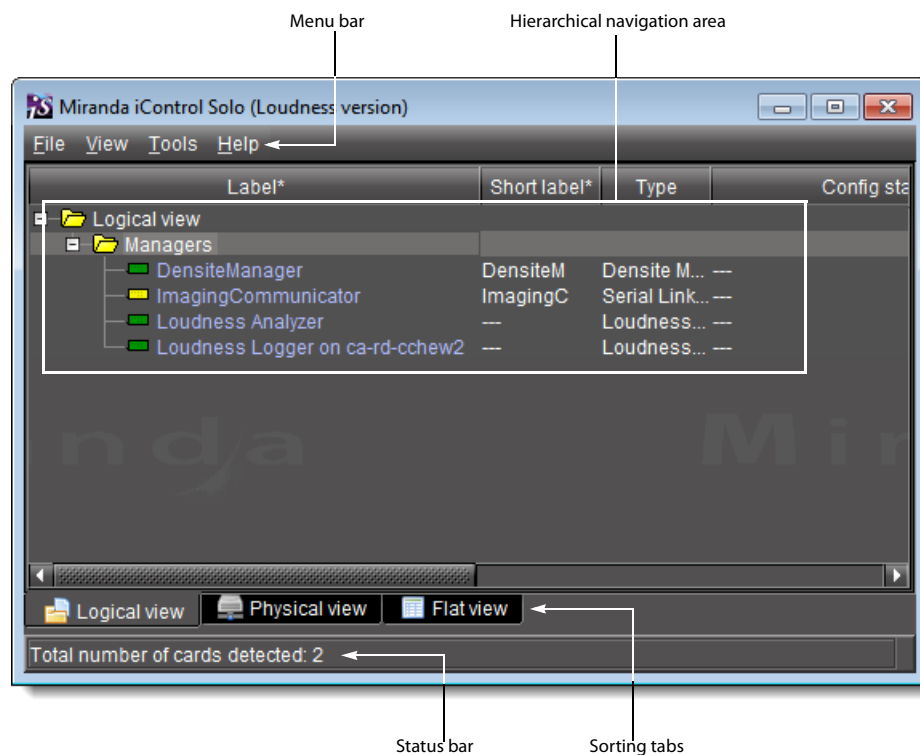 Menu bar
Hierarchical navigation area
Miranda iControl Solo (Loudness version)
File View Tools Help
Label* Short label* Type Config sta
Logical view
Managers
DensiteManager DensiteM Densite M... ---
ImagingCommunicator ImagingC Serial Link... ---
Loudness Analyzer --- Loudness... ---
Loudness Logger on ca-rd-cchew2 --- Loudness... ---
nda Mir
Logical view Physical view Flat view
Total number of cards detected: 2
Status bar
Sorting tabs